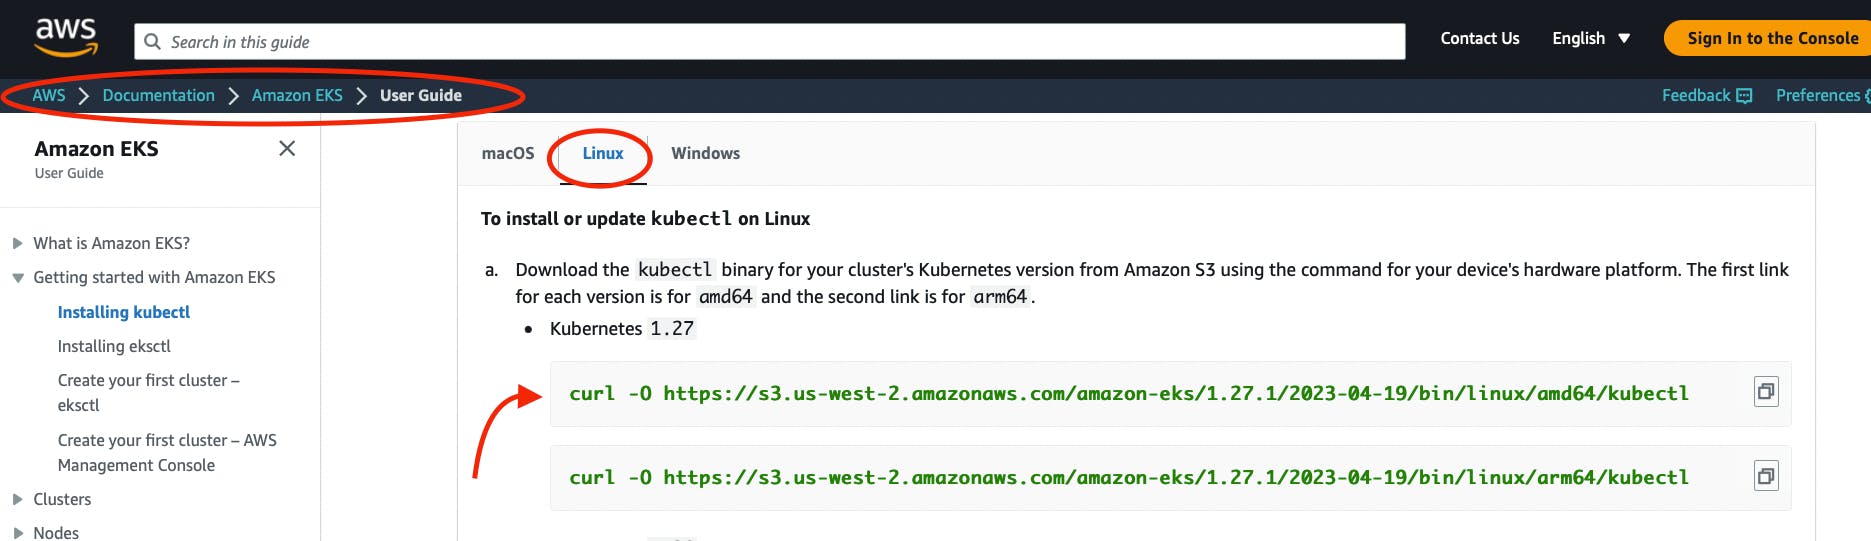 aws
Search in this guide
Contact Us
English
Sign In to the Console
AWS
Documentation
Amazon EKS
User Guide
Feedback
Preferences
Amazon EKS
User Guide
What is Amazon EKS?
Getting started with Amazon EKS
Installing kubectl
Installing eksctl
Create your first cluster –
eksctl
Create your first cluster – AWS
Management Console
Clusters
Nodes
macOS
Linux
Windows
To install or update kubectl on Linux
a. Download the kubectl binary for your cluster's Kubernetes version from Amazon S3 using the command for your device's hardware platform. The first link
for each version is for amd64 and the second link is for arm64.
• Kubernetes 1.27
curl -O https://s3.us-west-2.amazonaws.com/amazon-eks/1.27.1/2023-04-19/bin/linux/amd64/kubectl
curl -O https://s3.us-west-2.amazonaws.com/amazon-eks/1.27.1/2023-04-19/bin/linux/arm64/kubectl